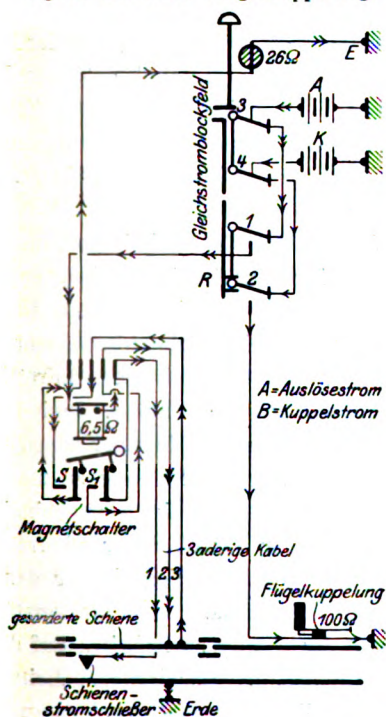 26Ω
E
A
3
K
4
Gleichstromblockfeld
1
R
2
A=Auslösestrom
B=Kuppelstrom
6,5Ω
S
S1
Magnetschalter
3aderige Kabel
1 2 3
Flügelkuppelung
100Ω
gesonderte Schiene
Schienen-
stromschließer
Erde